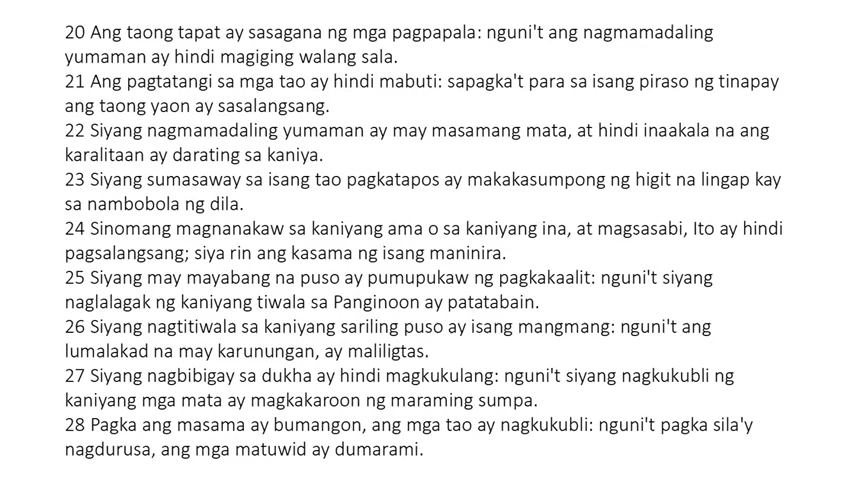 20 Ang taong tapat ay sasagana ng mga pagpapala: nguni't ang nagmamadaling
yumaman ay hindi magiging walang sala.
21 Ang pagtatangi sa mga tao ay hindi mabuti: sapagka't para sa isang piraso ng tinapay
ang taong yaon ay sasalangsang.
22 Siyang nagmamadaling yumaman ay may masamang mata, at hindi inaakala na ang
karalitaan ay darating sa kaniya.
23 Siyang sumasaway sa isang tao pagkatapos ay makakasumpong ng higit na lingap kay
sa nambobola ng dila.
24 Sinomang magnanakaw sa kaniyang ama o sa kaniyang ina, at magsasabi, Ito ay hindi
pagsalangsang; siya rin ang kasama ng isang maninira.
25 Siyang may mayabang na puso ay pumupukaw ng pagkakaalit: nguni't siyang
naglalagak ng kaniyang tiwala sa Panginoon ay patatabain.
26 Siyang nagtitiwala sa kaniyang sariling puso ay isang mangmang: nguni't ang
lumalakad na may karunungan, ay maliligtas.
27 Siyang nagbibigay sa dukha ay hindi magkukulang: nguni't siyang nagkukubli ng
kaniyang mga mata ay magkakaroon ng maraming sumpa.
28 Pagka ang masama ay bumangon, ang mga tao ay nagkukubli: nguni't pagka sila'y
nagdurusa, ang mga matuwid ay dumarami.